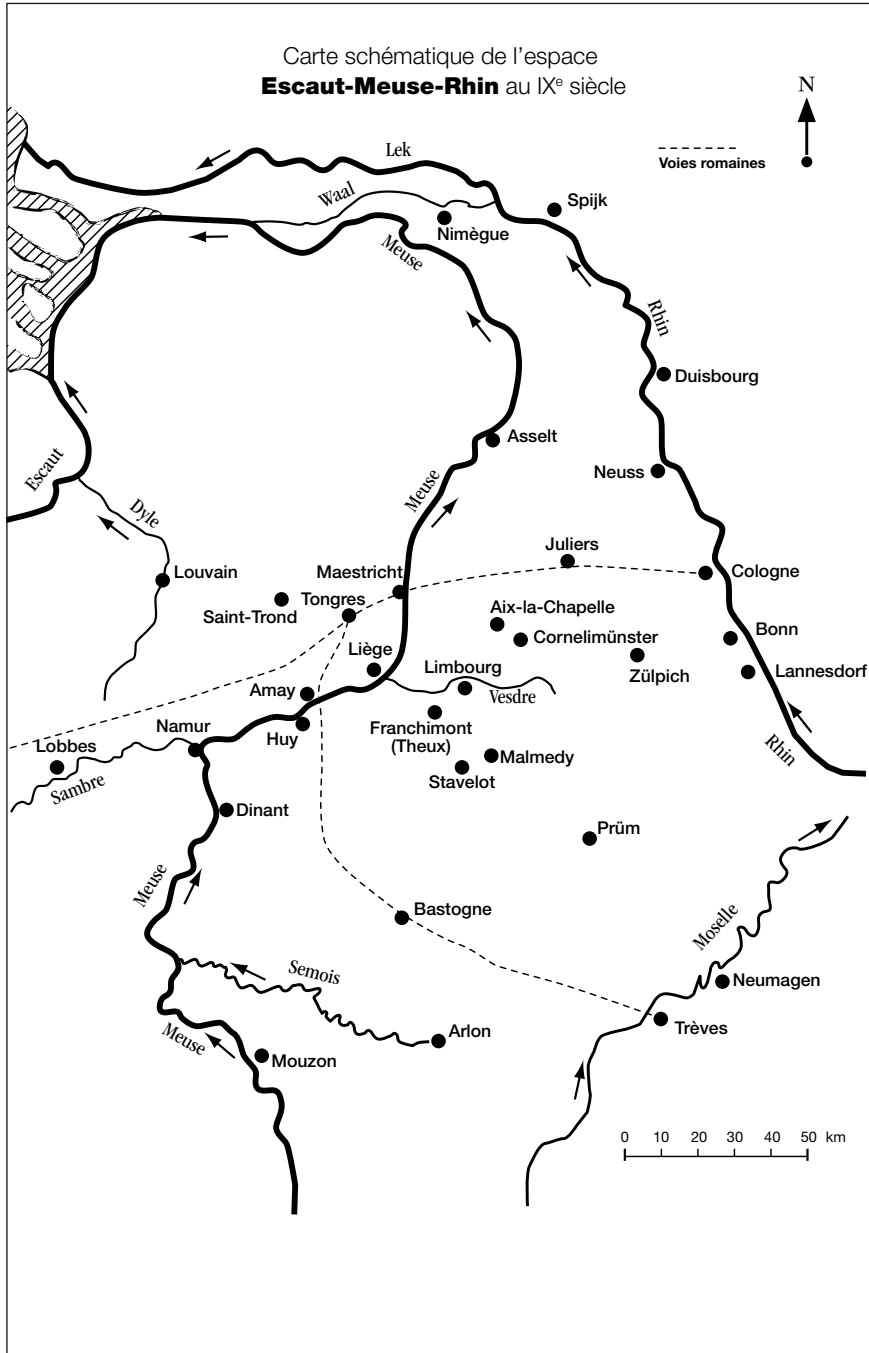 Carte schématique de l’espace
Escaut-Meuse-Rhin au IXe siècle
N
Voies romaines
Lek
Waal
Spijk
Nimègue
Meuse
Rhin
Duisbourg
Asselt
Escaut
Meuse
Neuss
Dyle
Juliers
Louvain
Maestricht
Cologne
Saint-Trond
Tongres
Aix-la-Chapelle
Cornelimünster
Bonn
Liège
Limbourg
Zülpich
Lannesdorf
Amay
Vesdre
Namur
Huy
Franchimont
(Theux)
Lobbes
Malmedy
Rhin
Sambre
Stavelot
Dinant
Prüm
Meuse
Bastogne
Moselle
Semois
Neumagen
Trèves
Meuse
Arlon
Mouzon
0 10 20 30 40 50 km